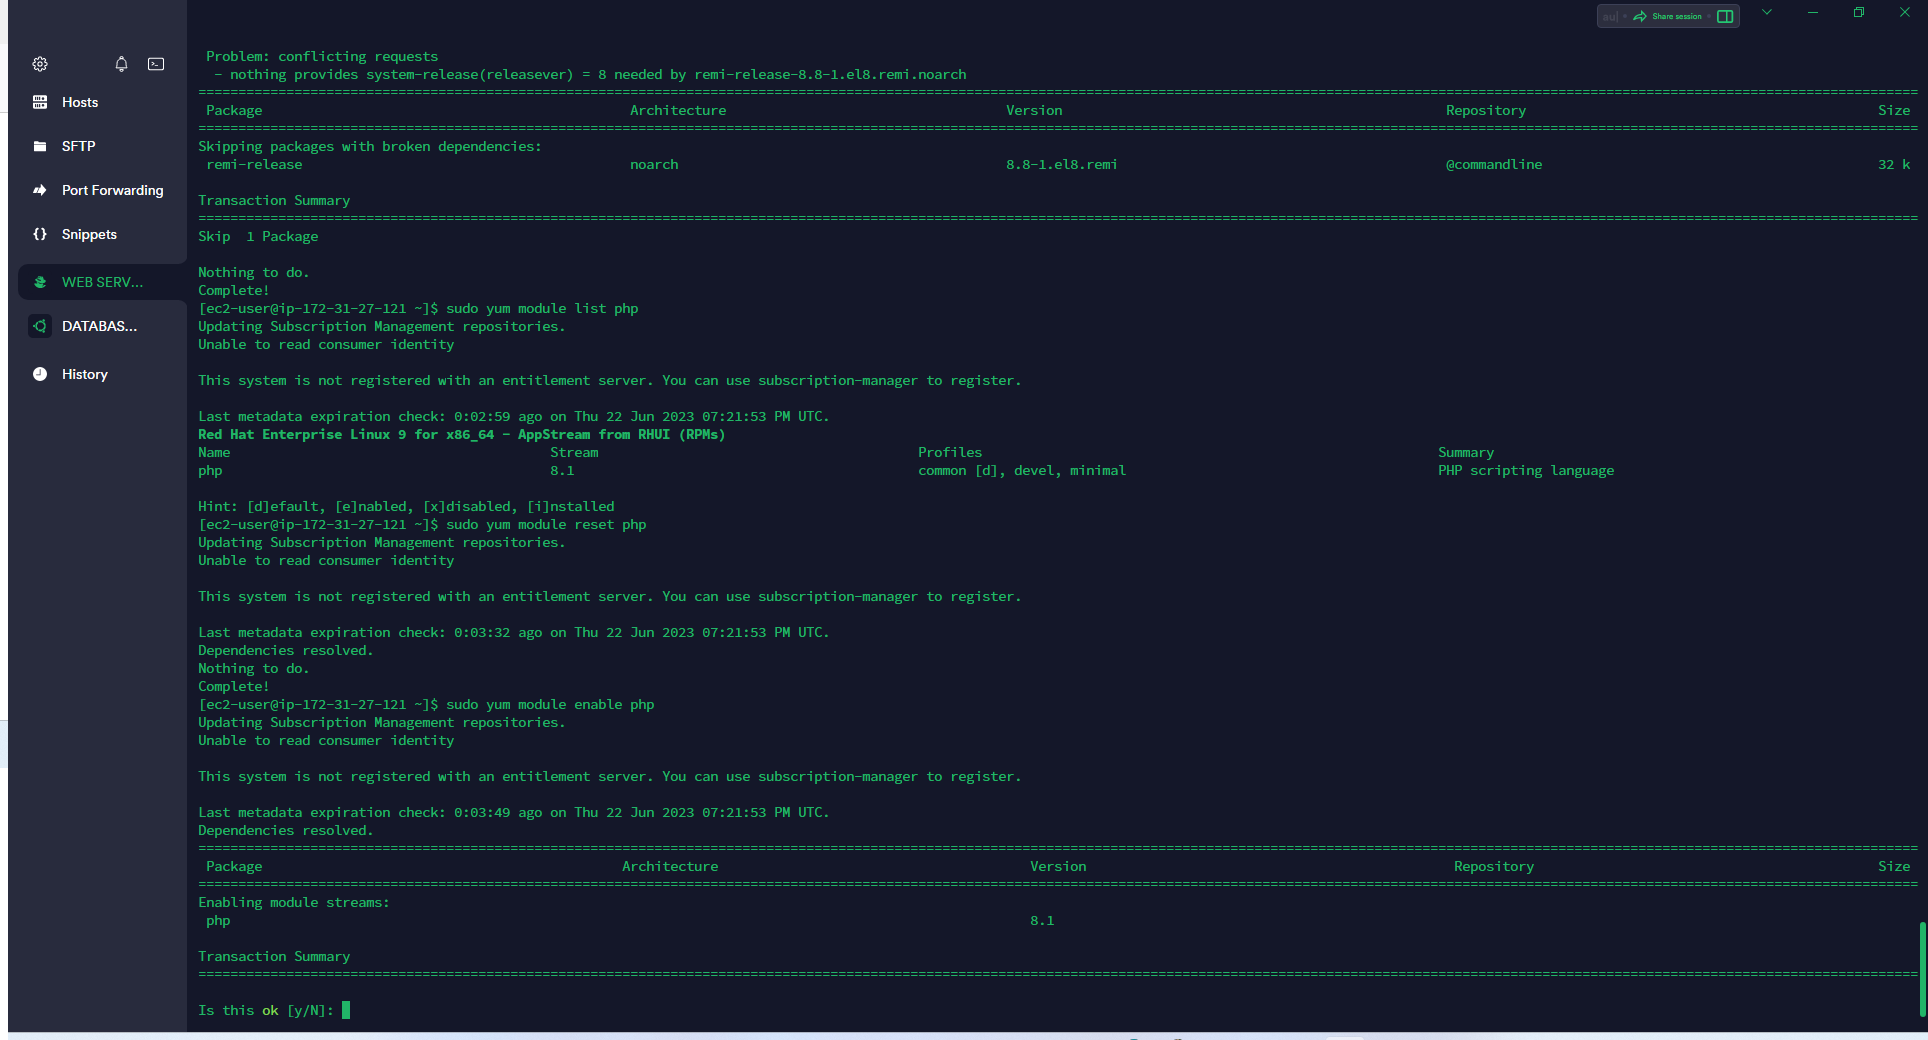 au| Share session
Hosts
SFTP
Port Forwarding
Snippets
WEB SERV...
DATABAS...
History
Problem: conflicting requests
- nothing provides system-release(releasever) = 8 needed by remi-release-8.8-1.el8.remi.noarch
================================================================================
Package Architecture Version Repository Size
================================================================================
Skipping packages with broken dependencies:
remi-release noarch 8.8-1.el8.remi @commandline 32 k
Transaction Summary
================================================================================
Skip 1 Package
Nothing to do.
Complete!
[ec2-user@ip-172-31-27-121 ~]$ sudo yum module list php
Updating Subscription Management repositories.
Unable to read consumer identity
This system is not registered with an entitlement server. You can use subscription-manager to register.
Last metadata expiration check: 0:02:59 ago on Thu 22 Jun 2023 07:21:53 PM UTC.
Red Hat Enterprise Linux 9 for x86_64 - AppStream from RHUI (RPMs)
Name Stream Profiles Summary
php 8.1 common [d], devel, minimal PHP scripting language
Hint: [d]efault, [e]nabled, [x]disabled, [i]nstalled
[ec2-user@ip-172-31-27-121 ~]$ sudo yum module reset php
Updating Subscription Management repositories.
Unable to read consumer identity
This system is not registered with an entitlement server. You can use subscription-manager to register.
Last metadata expiration check: 0:03:32 ago on Thu 22 Jun 2023 07:21:53 PM UTC.
Dependencies resolved.
Nothing to do.
Complete!
[ec2-user@ip-172-31-27-121 ~]$ sudo yum module enable php
Updating Subscription Management repositories.
Unable to read consumer identity
This system is not registered with an entitlement server. You can use subscription-manager to register.
Last metadata expiration check: 0:03:49 ago on Thu 22 Jun 2023 07:21:53 PM UTC.
Dependencies resolved.
================================================================================
Package Architecture Version Repository Size
================================================================================
Enabling module streams:
php 8.1
Transaction Summary
================================================================================
Is this ok [y/N]: